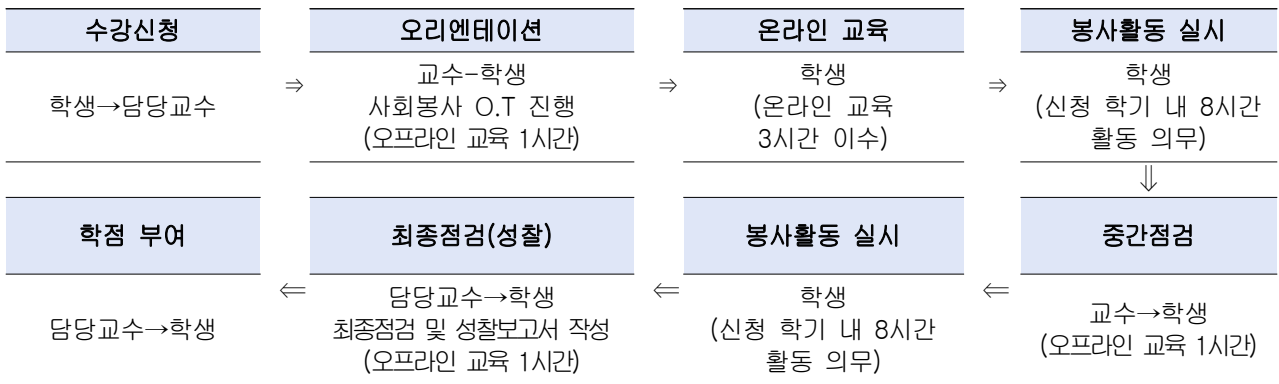 수강신청
학생→담당교수
⇒
오리엔테이션
교수-학생
사회봉사 O.T 진행
(오프라인 교육 1시간)
⇒
온라인 교육
학생
(온라인 교육
3시간 이수)
⇒
봉사활동 실시
학생
(신청 학기 내 8시간
활동 의무)
⇓
중간점검
교수→학생
(오프라인 교육 1시간)
⇐
봉사활동 실시
학생
(신청 학기 내 8시간
활동 의무)
⇐
최종점검(성찰)
담당교수→학생
최종점검 및 성찰보고서 작성
(오프라인 교육 1시간)
⇐
학점 부여
담당교수→학생